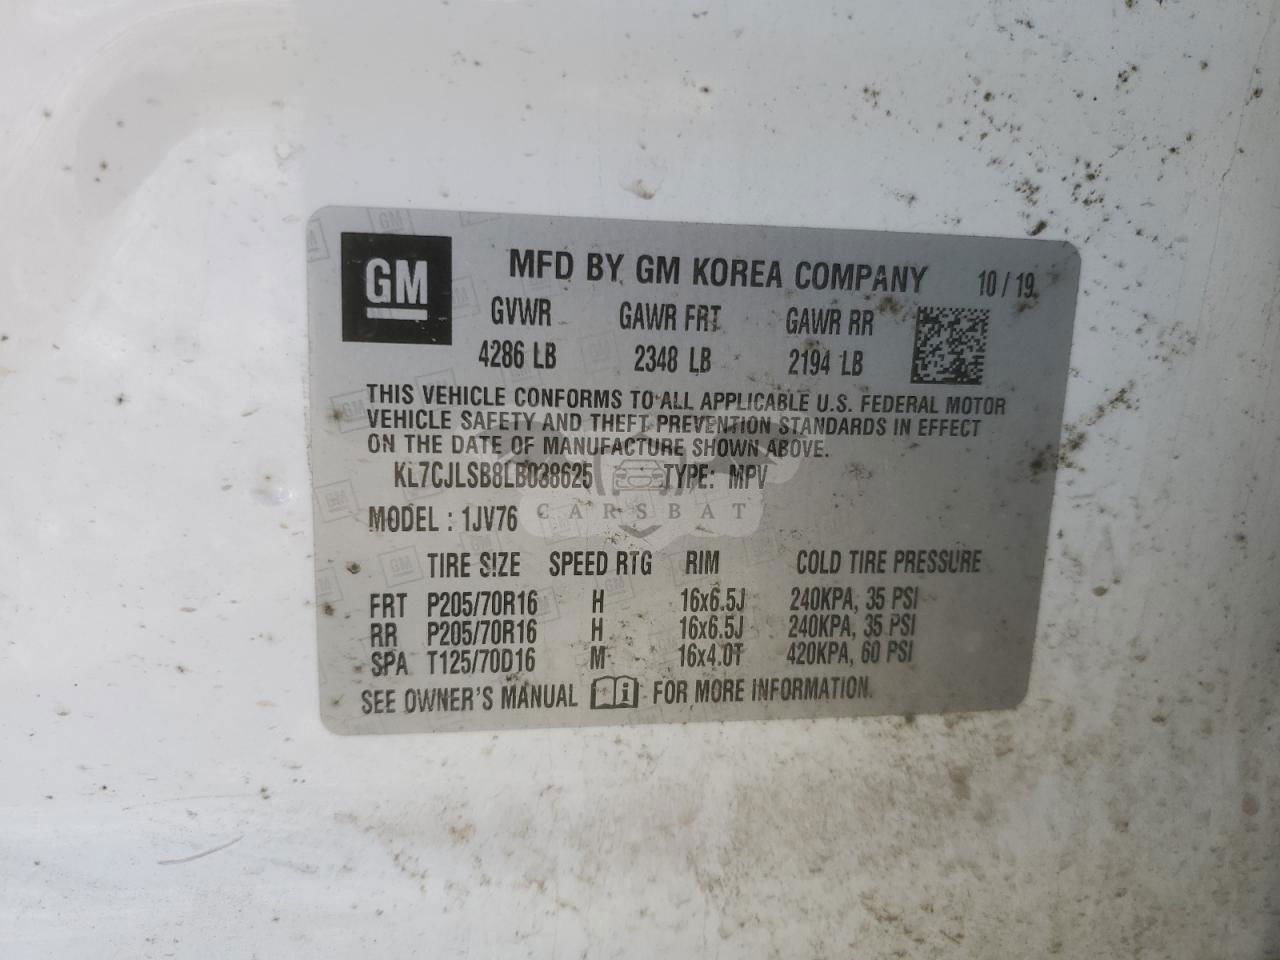 GM
MFD BY GM KOREA COMPANY 10 / 19
GVWR GAWR FRT GAWR RR
4286 LB 2348 LB 2194 LB
THIS VEHICLE CONFORMS TO ALL APPLICABLE U.S. FEDERAL MOTOR
VEHICLE SAFETY AND THEFT PREVENTION STANDARDS IN EFFECT
ON THE DATE OF MANUFACTURE SHOWN ABOVE.
KL7CJLSB8LB038625 TYPE: MPV
CARSBAT
MODEL : 1JV76
TIRE SIZE SPEED RTG RIM COLD TIRE PRESSURE
FRT P205/70R16 H 16x6.5J 240KPA, 35 PSI
RR P205/70R16 H 16x6.5J 240KPA, 35 PSI
SPA T125/70D16 M 16x4.0T 420KPA, 60 PSI
SEE OWNER'S MANUAL FOR MORE INFORMATION.